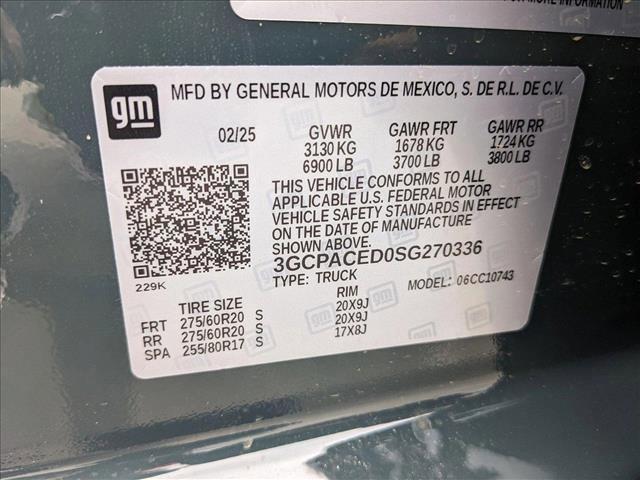 MORE INFORMATION
gm
MFD BY GENERAL MOTORS DE MEXICO, S. DE R.L. DE C.V.
02/25 GVWR GAWR FRT GAWR RR
3130 KG 1678 KG 1724 KG
6900 LB 3700 LB 3800 LB
THIS VEHICLE CONFORMS TO ALL
APPLICABLE U.S. FEDERAL MOTOR
VEHICLE SAFETY STANDARDS IN EFFECT
ON THE DATE OF MANUFACTURE
SHOWN ABOVE.
3GCPACED0SG270336
229K
TYPE: TRUCK MODEL: 06CC10743
TIRE SIZE RIM
FRT 275/60R20 S 20X9J
RR 275/60R20 S 20X9J
SPA 255/80R17 S 17X8J